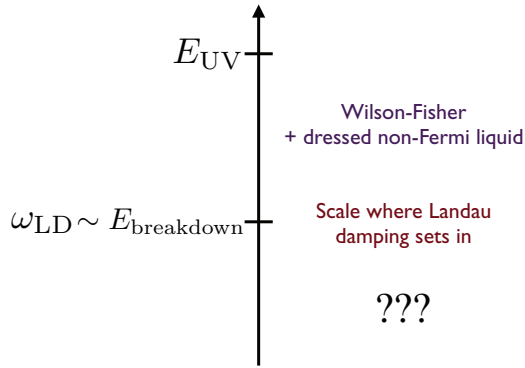 E_UV
Wilson-Fisher
+ dressed non-Fermi liquid
ω_LD ~ E_breakdown
Scale where Landau
damping sets in
???